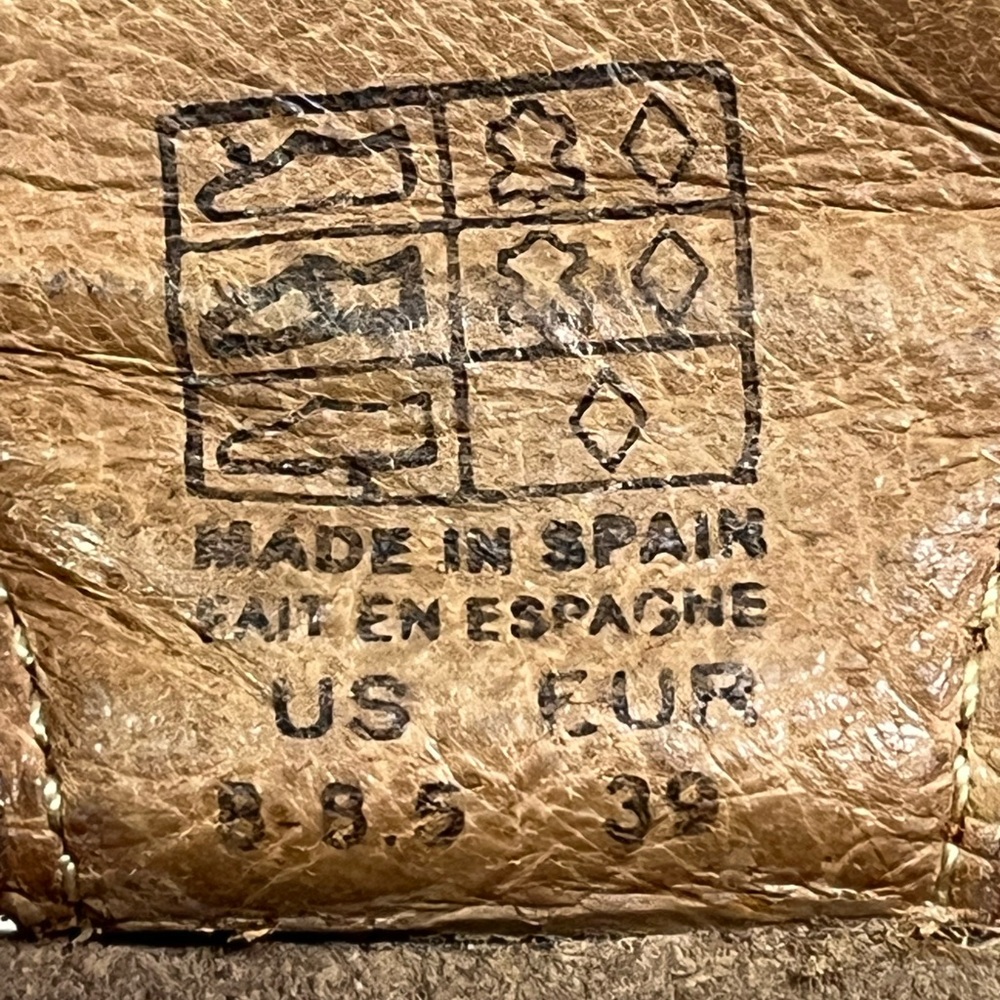 MADE IN SPAIN
FAIT EN ESPAGNE
US EUR
8-8.5 39